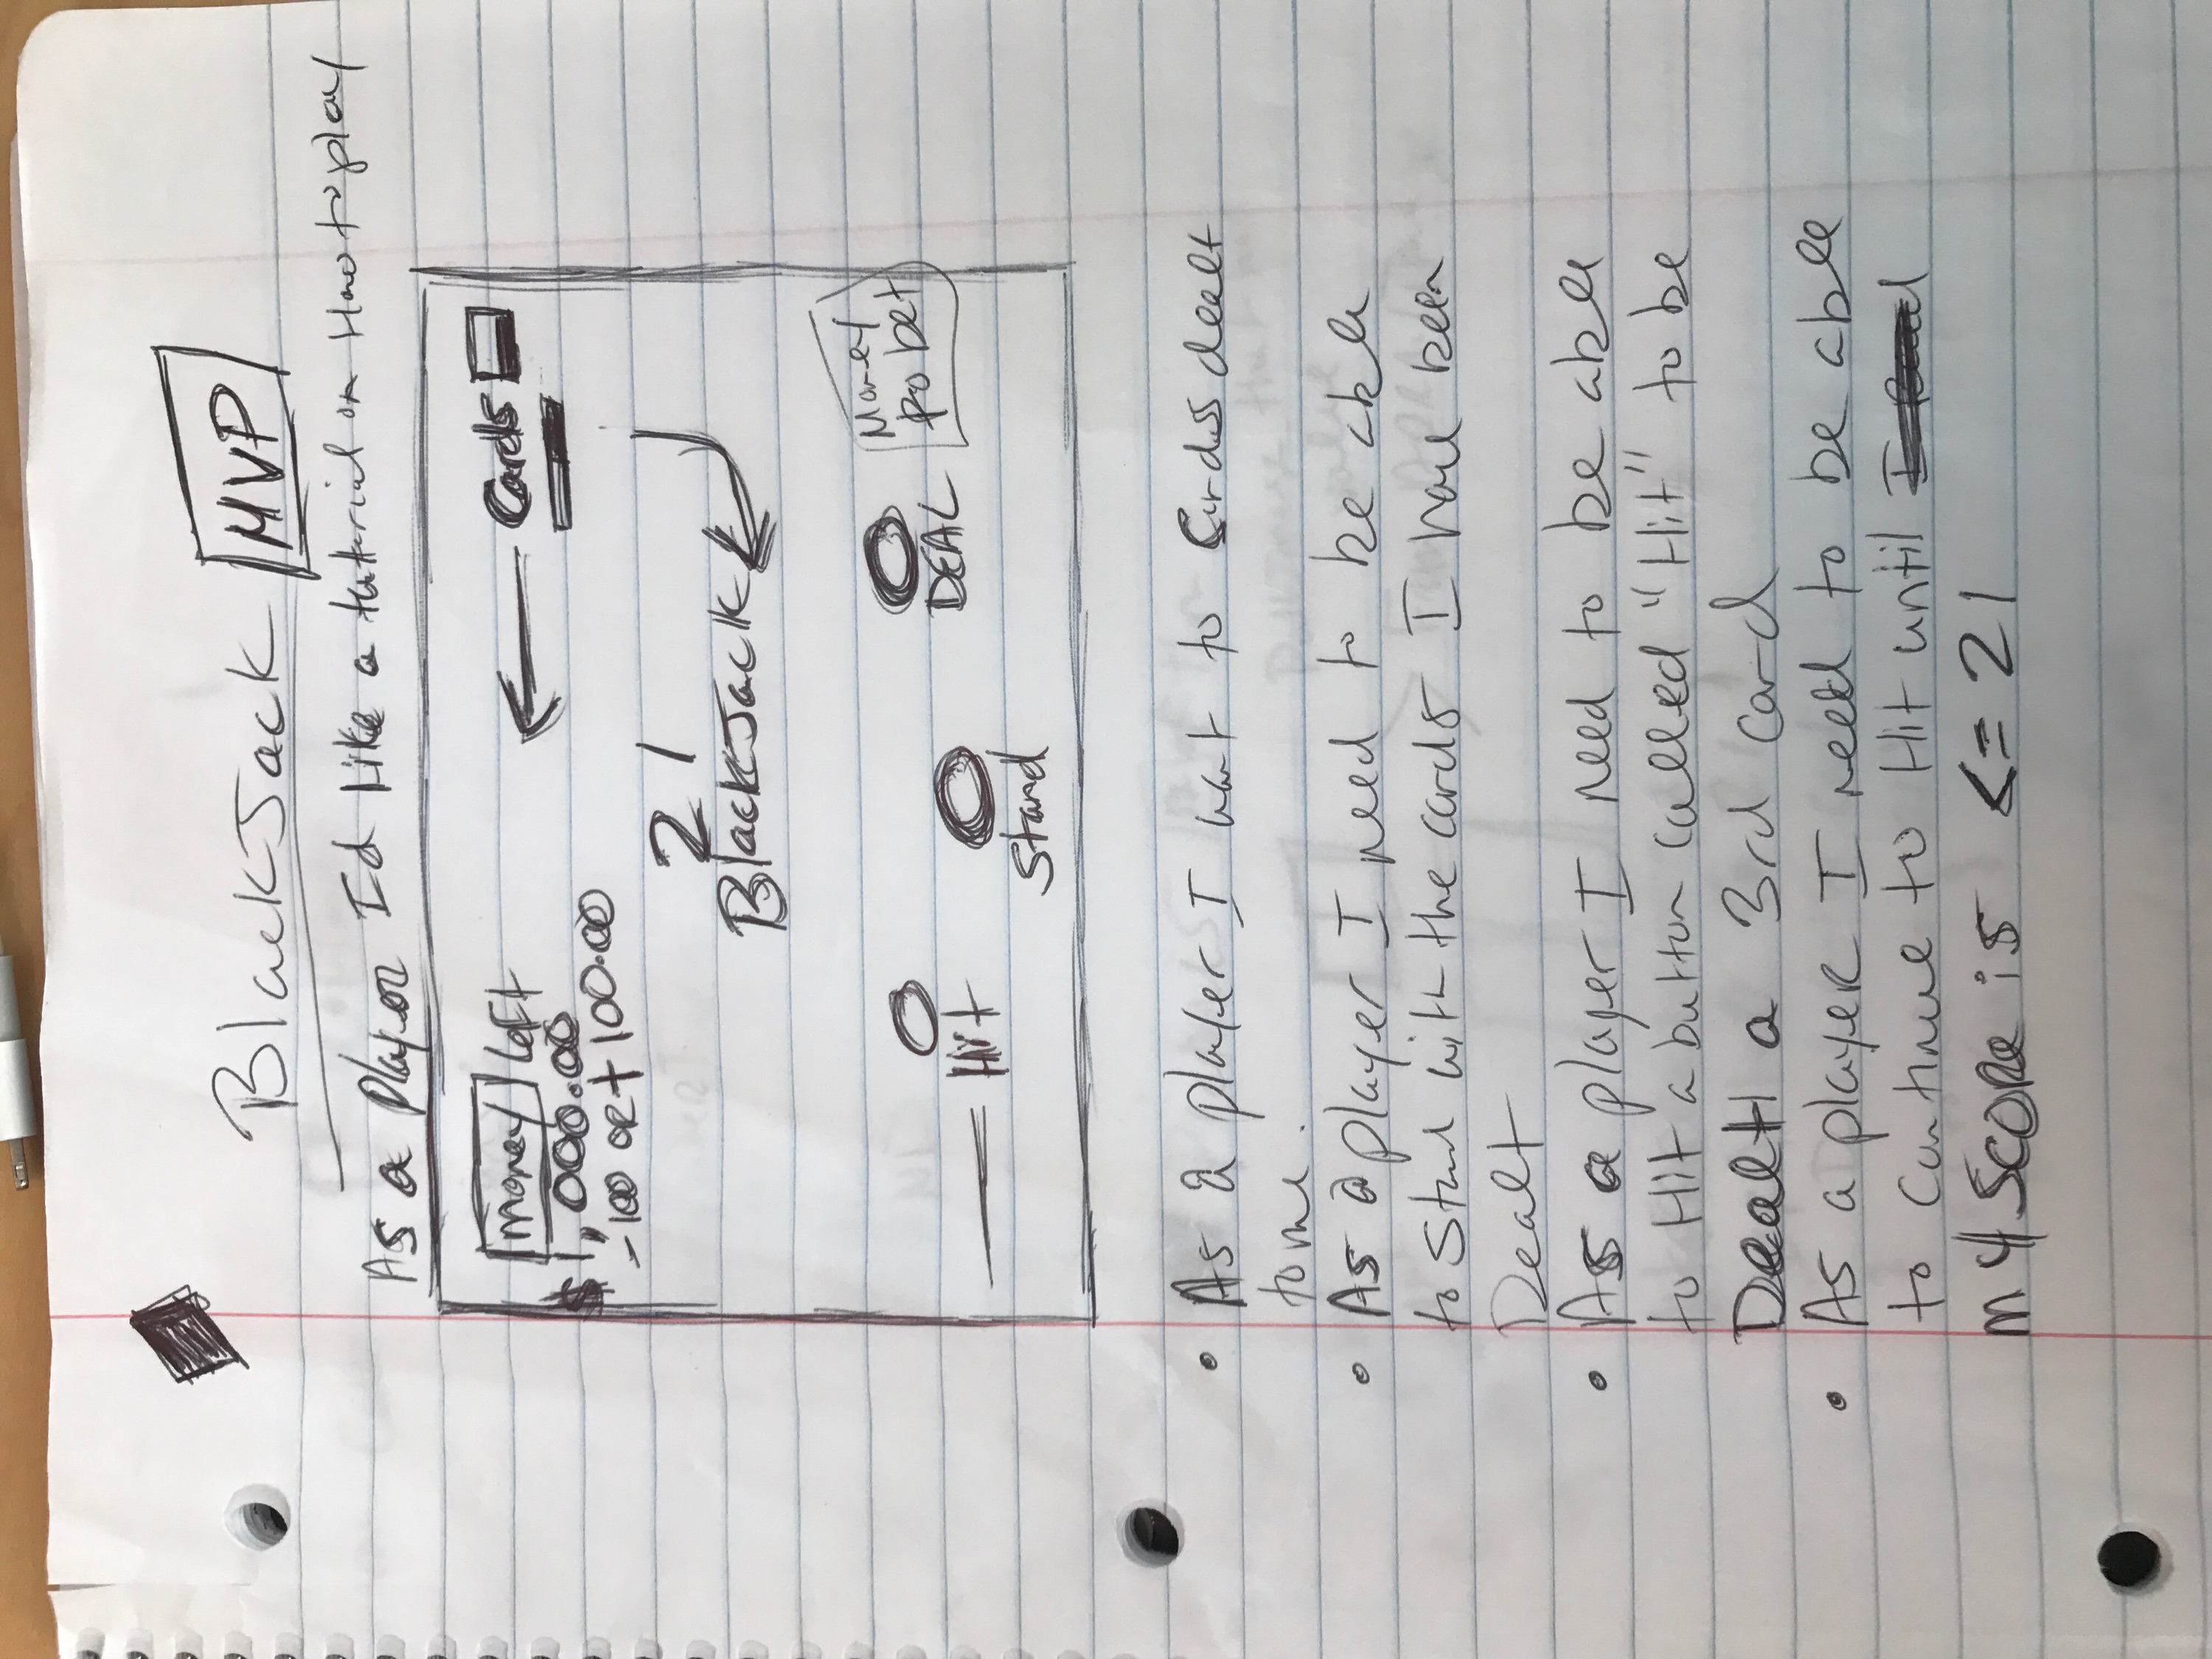 BlackJack MVP
As a player Id Like a tutterial on How to play
money left
Cards
$1,000.00
-100 or + 100.00
21
BlackJack
Money
to bet
DEAL
Hit
Stand
• As a player I want to Cards dealt
to me.
• As a player I need to be able
to Stand with the cards I have been
Dealt
• As a player I need to be able
to Hit a button called "Hit" to be
Dealt a 3rd card
• As a player I need to be able
to continue to Hit until
my Score is <= 21